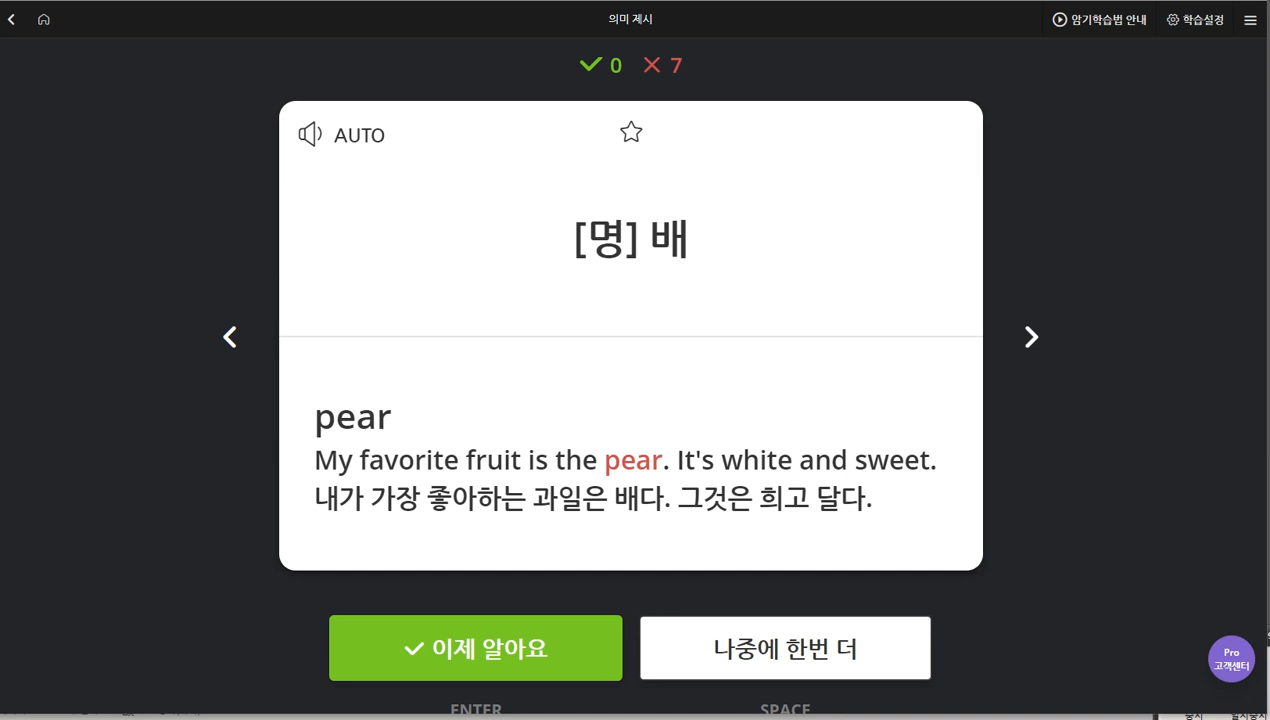 의미 제시
암기학습법 안내
학습설정
0 7
AUTO
[명] 배
pear
My favorite fruit is the pear. It's white and sweet.
내가 가장 좋아하는 과일은 배다. 그것은 희고 달다.
이제 알아요
나중에 한번 더
Pro
고객센터
ENTER
SPACE